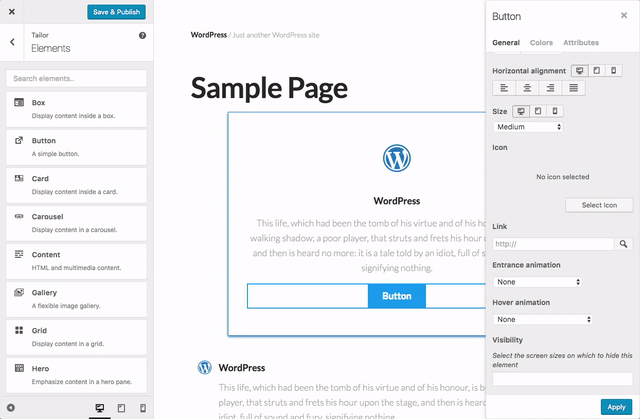 Save & Publish
Tailor
Elements
Search elements..
Box
Display content inside a box.
Button
A simple button.
Card
Display content inside a card.
Carousel
Display content in a carousel.
Content
HTML and multimedia content.
Gallery
A flexible image gallery.
Grid
Display content in a grid.
Hero
Emphasize content in a hero pane.
WordPress / Just another WordPress site
Sample Page
WordPress
This life, which had been the tomb of his virtue and of his ho
walking shadow; a poor player, that struts and frets his hour
and then is heard no more: it is a tale told by an idiot, full of s
signifying nothing.
Button
WordPress
This life, which had been the tomb of his virtue and of his honour, is b
player, that struts and frets his hour upon the stage, and then is hear
idiot, full of sound and fury, signifying nothing.
Button
General Colors Attributes
Horizontal alignment
Size
Medium
Icon
No icon selected
Select Icon
Link
http://
Entrance animation
None
Hover animation
None
Visibility
Select the screen sizes on which to hide this
element
Apply